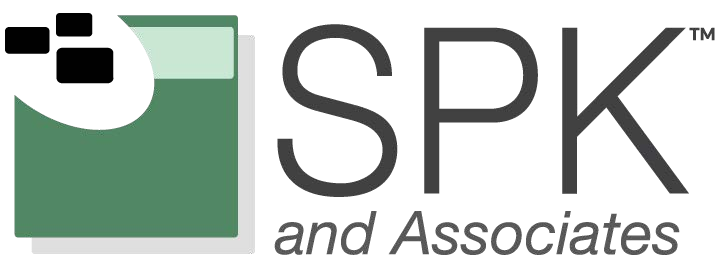 SPK™
and Associates